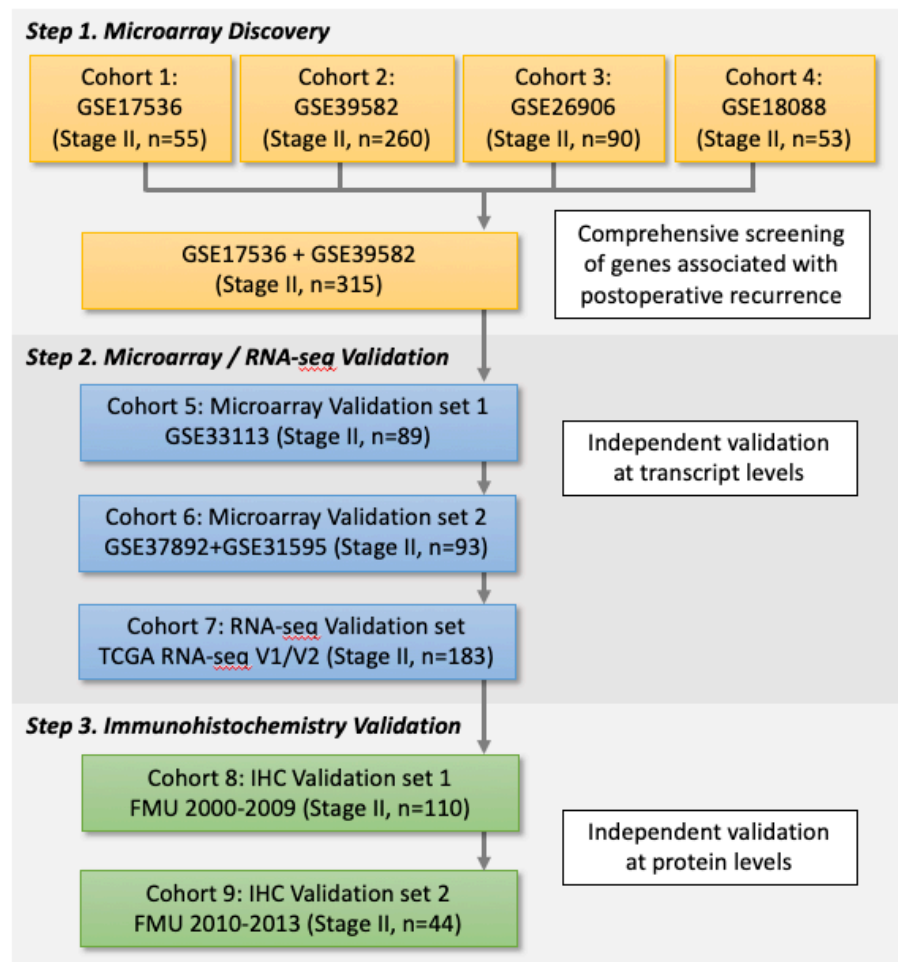 Step 1. Microarray Discovery
Cohort 1:
GSE17536
(Stage II, n=55)
Cohort 2:
GSE39582
(Stage II, n=260)
Cohort 3:
GSE26906
(Stage II, n=90)
Cohort 4:
GSE18088
(Stage II, n=53)
GSE17536 + GSE39582
(Stage II, n=315)
Comprehensive screening
of genes associated with
postoperative recurrence
Step 2. Microarray / RNA-seq Validation
Cohort 5: Microarray Validation set 1
GSE33113 (Stage II, n=89)
Independent validation
at transcript levels
Cohort 6: Microarray Validation set 2
GSE37892+GSE31595 (Stage II, n=93)
Cohort 7: RNA-seq Validation set
TCGA RNA-seq V1/V2 (Stage II, n=183)
Step 3. Immunohistochemistry Validation
Cohort 8: IHC Validation set 1
FMU 2000-2009 (Stage II, n=110)
Independent validation
at protein levels
Cohort 9: IHC Validation set 2
FMU 2010-2013 (Stage II, n=44)